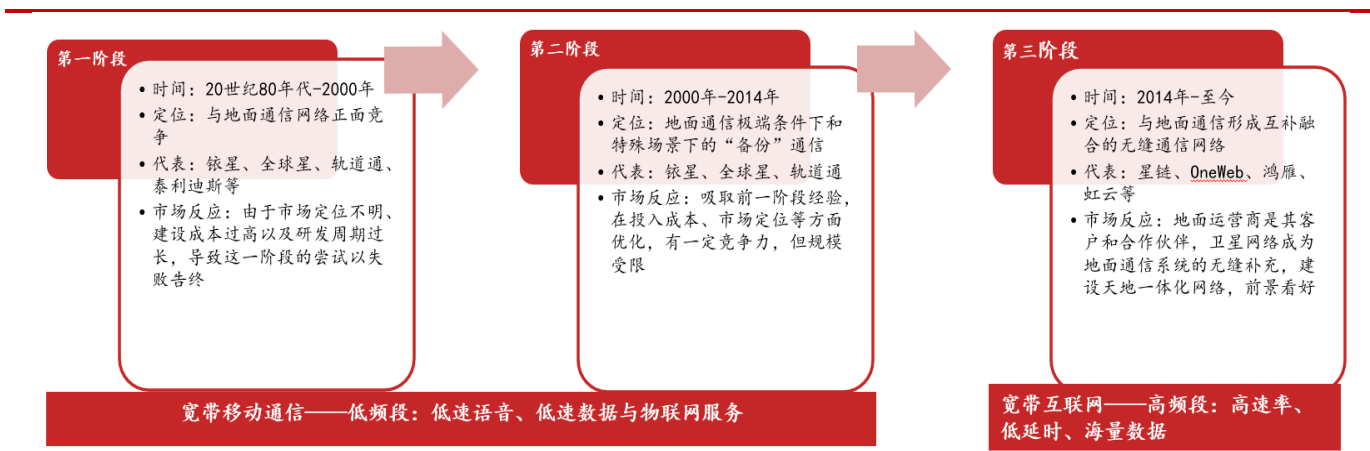 第一阶段
• 时间：20世纪80年代-2000年
• 定位：与地面通信网络正面竞
争
• 代表：铱星、全球星、轨道通、
泰利迪斯等
• 市场反应：由于市场定位不明、
建设成本过高以及研发周期过
长，导致这一阶段的尝试以失
败告终
第二阶段
• 时间：2000年-2014年
• 定位：地面通信极端条件下和
特殊场景下的“备份”通信
• 代表：铱星、全球星、轨道通
• 市场反应：吸取前一阶段经验，
在投入成本、市场定位等方面
优化，有一定竞争力，但规模
受限
第三阶段
• 时间：2014年-至今
• 定位：与地面通信形成互补融
合的无缝通信网络
• 代表：星链、OneWeb、鸿雁、
虹云等
• 市场反应：地面运营商是其客
户和合作伙伴，卫星网络成为
地面通信系统的无缝补充，建
设天地一体化网络，前景看好
宽带移动通信——低频段：低速语音、低速数据与物联网服务
宽带互联网——高频段：高速率、
低延时、海量数据